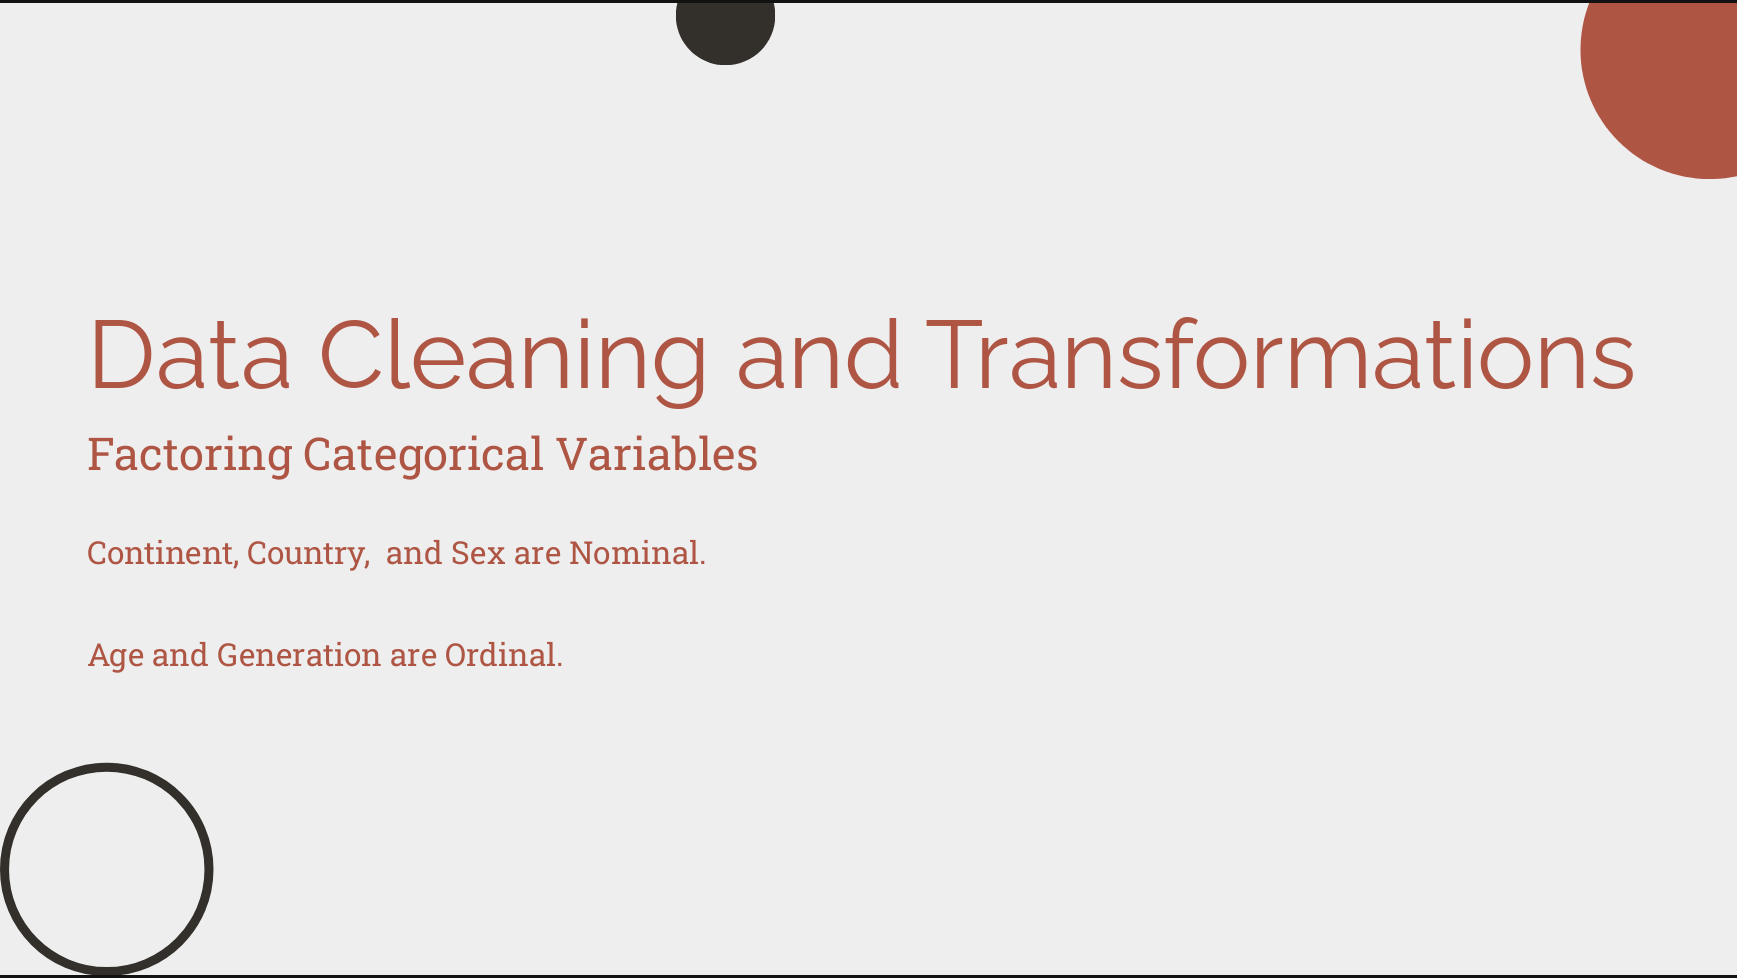 Data Cleaning and Transformations
Factoring Categorical Variables
Continent, Country,  and Sex are Nominal.
Age and Generation are Ordinal.